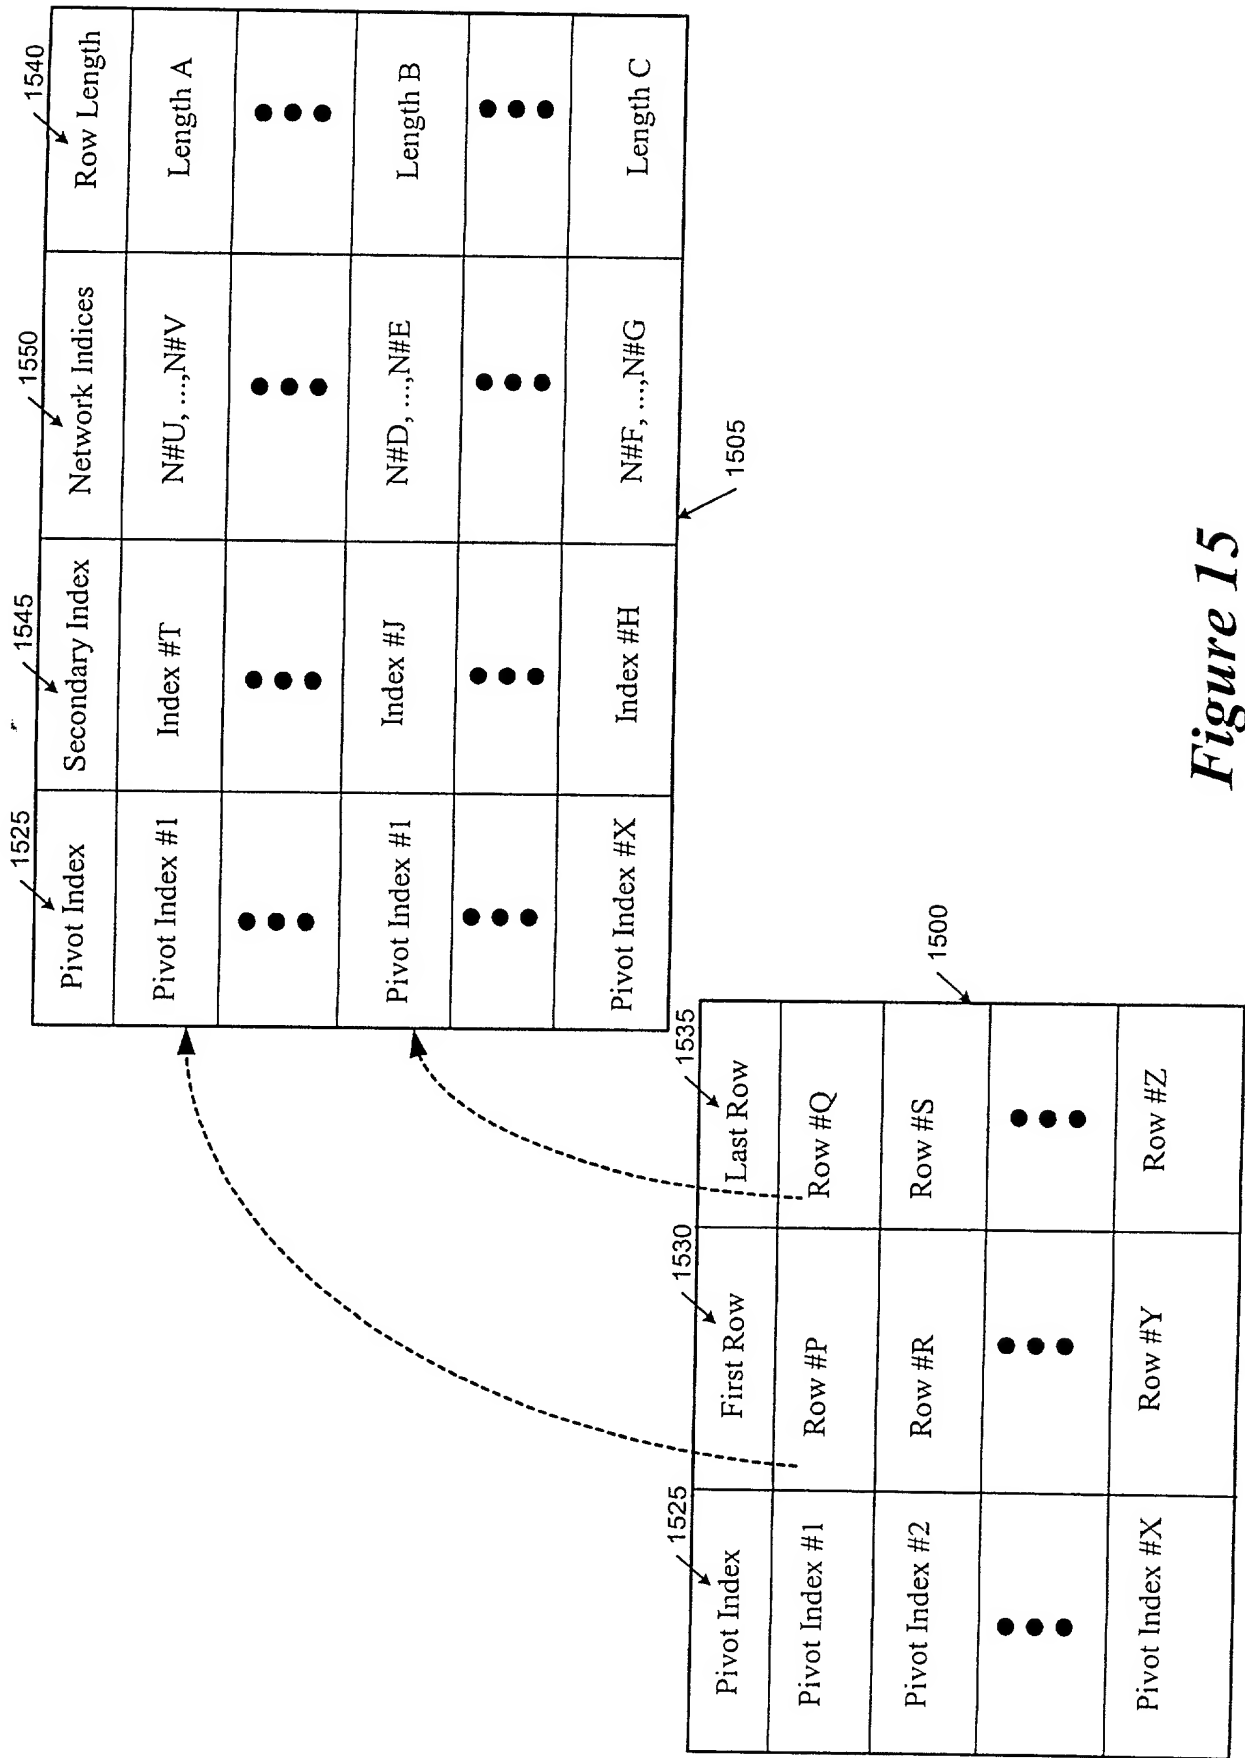 1525
1545
1550
1540
Pivot Index Secondary Index Network Indices Row Length
Pivot Index #1 Index #T N#U, ...,N#V Length A
Pivot Index #1 Index #J N#D, ...,N#E Length B
Pivot Index #X Index #H N#F, ...,N#G Length C
1505
1525
1530
1535
1500
Pivot Index First Row Last Row
Pivot Index #1 Row #P Row #Q
Pivot Index #2 Row #R Row #S
Pivot Index #X Row #Y Row #Z
Figure 15